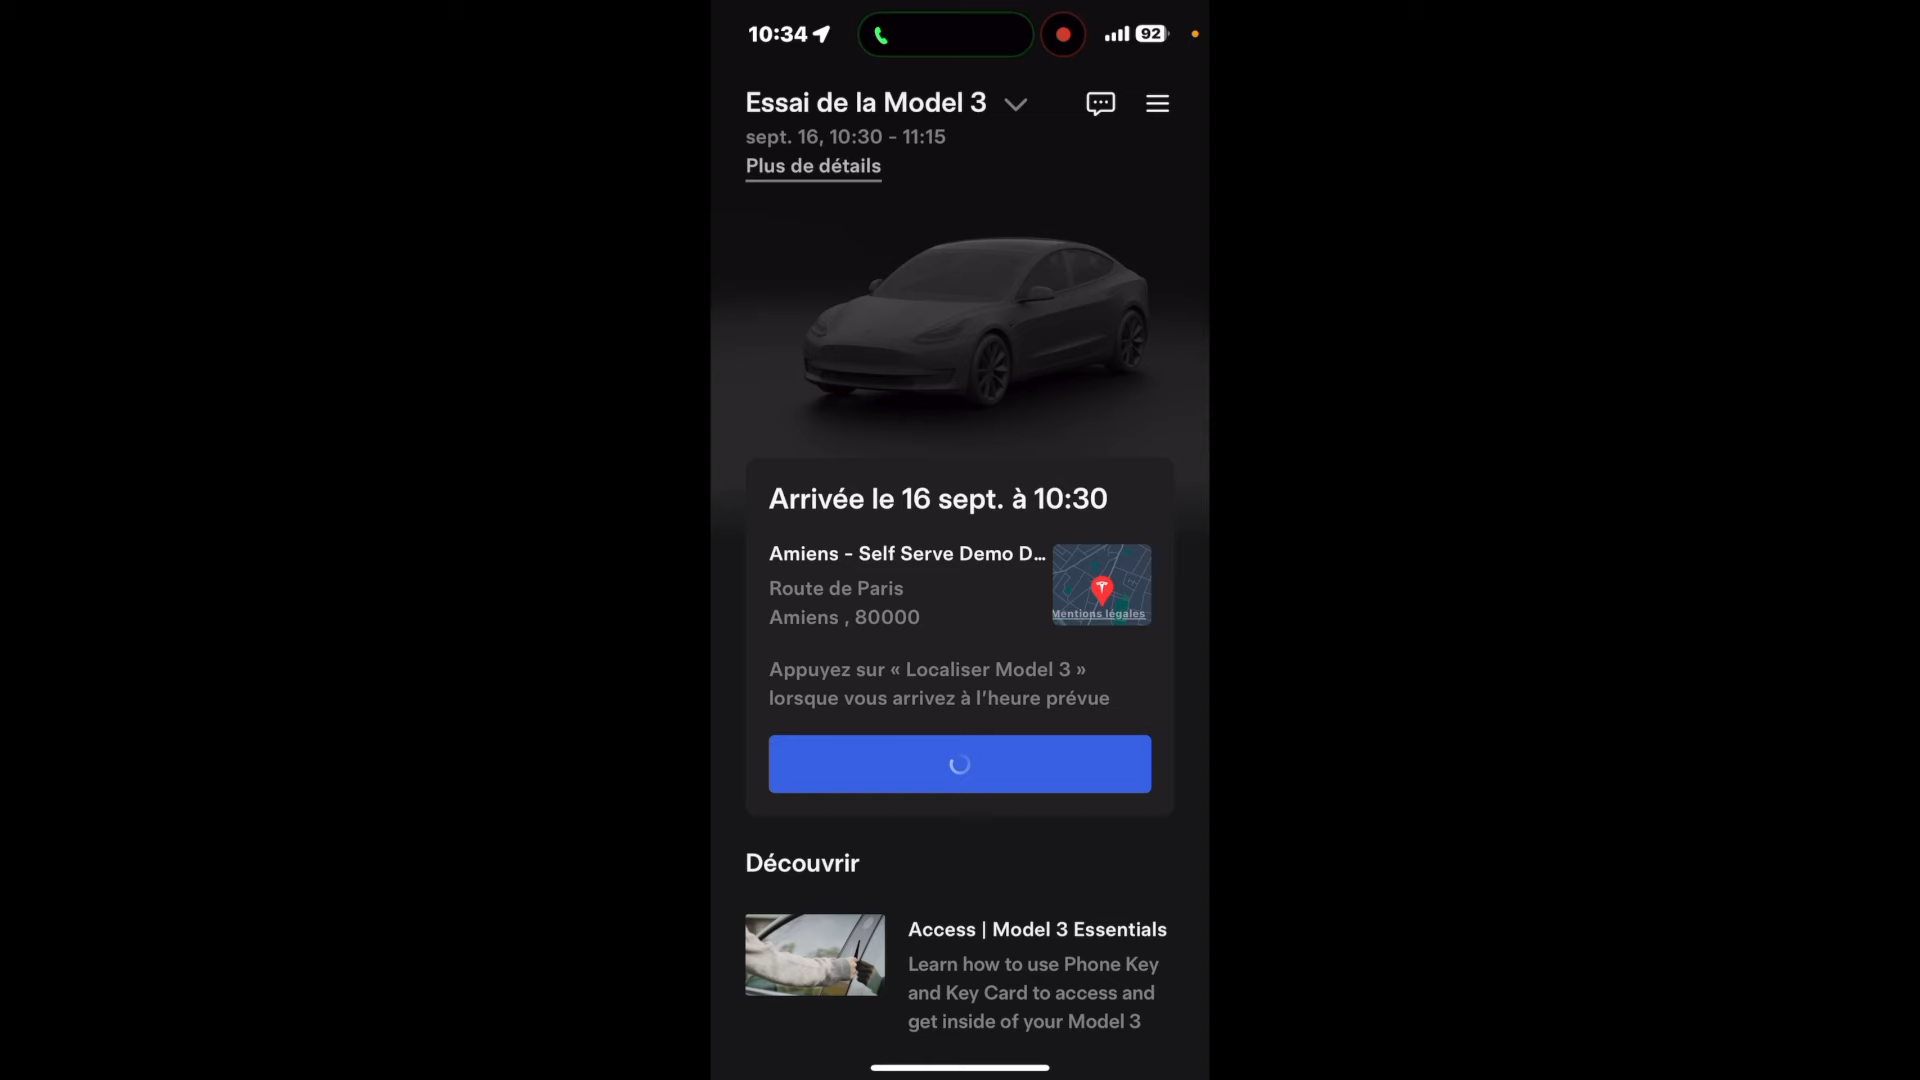 10:34
92
Essai de la Model 3
sept. 16, 10:30 - 11:15
Plus de détails
Arrivée le 16 sept. à 10:30
Amiens - Self Serve Demo D...
Route de Paris
Amiens , 80000
Mentions légales
Appuyez sur « Localiser Model 3 »
lorsque vous arrivez à l’heure prévue
Découvrir
Access | Model 3 Essentials
Learn how to use Phone Key
and Key Card to access and
get inside of your Model 3